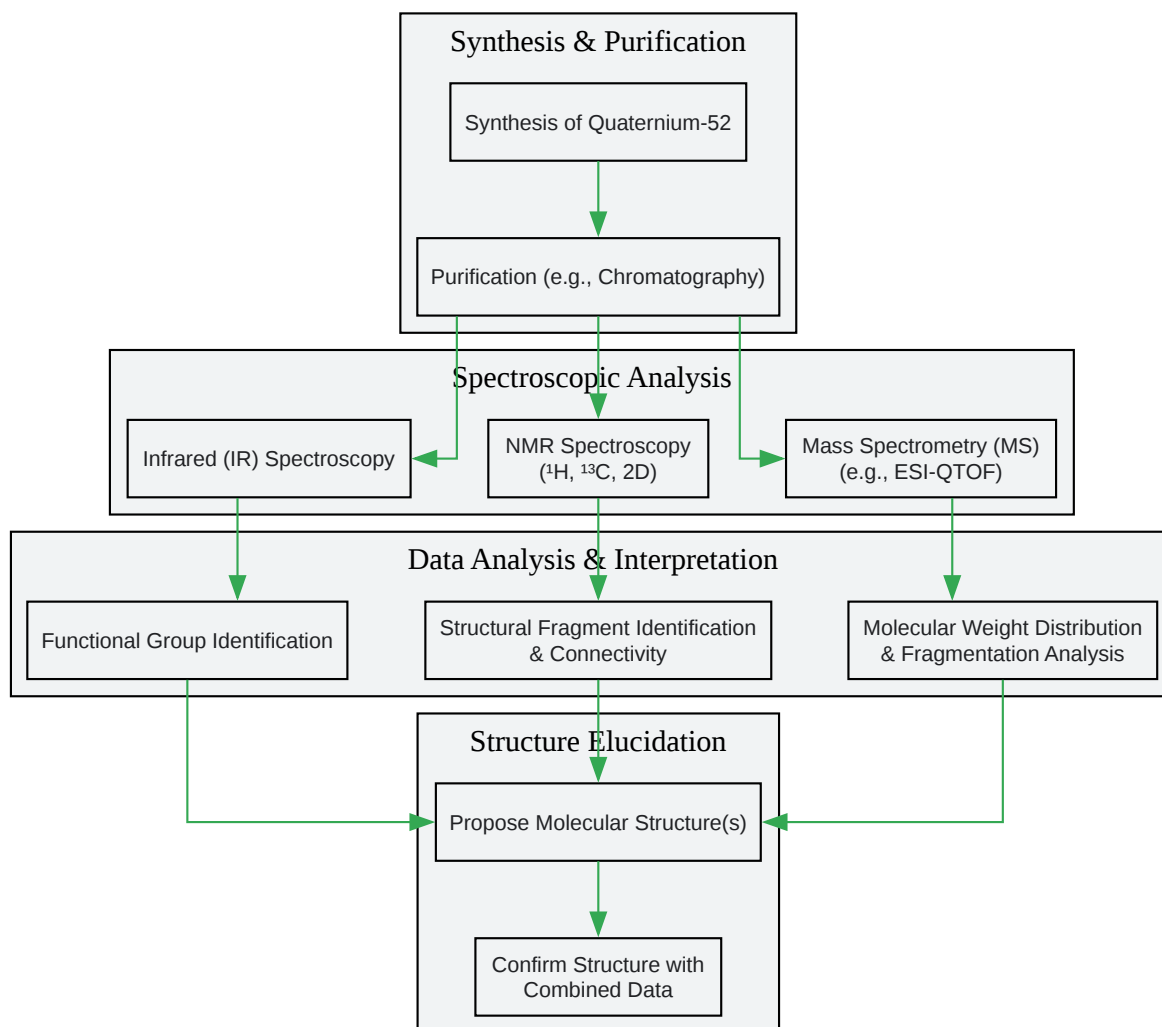 Synthesis & Purification
Synthesis of Quaternium-52
Purification (e.g., Chromatography)
Spectroscopic Analysis
Infrared (IR) Spectroscopy
NMR Spectroscopy
(¹H, ¹³C, 2D)
Mass Spectrometry (MS)
(e.g., ESI-QTOF)
Data Analysis & Interpretation
Functional Group Identification
Structural Fragment Identification
& Connectivity
Molecular Weight Distribution
& Fragmentation Analysis
Structure Elucidation
Propose Molecular Structure(s)
Confirm Structure with
Combined Data